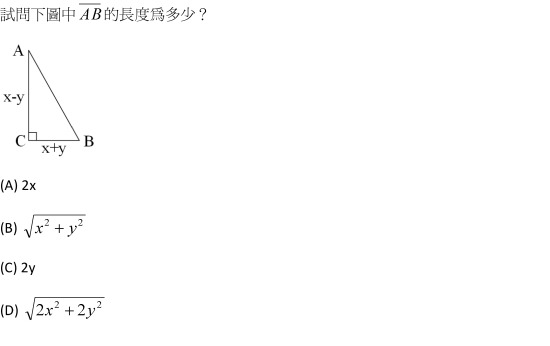 試問下圖中 \overline{AB} 的長度為多少？
A
x-y
C
B
x+y
(A) 2x
(B) \sqrt{x^2 + y^2}
(C) 2y
(D) \sqrt{2x^2 + 2y^2}